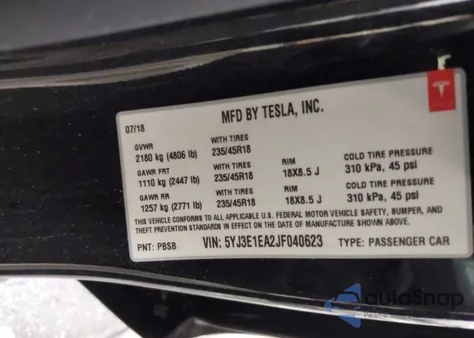 MFD BY TESLA, INC.
07/18
GVWR
2180 kg (4806 lb)
WITH TIRES
235/45R18
GAWR FRT
1110 kg (2447 lb)
WITH TIRES
235/45R18
RIM
18X8.5 J
COLD TIRE PRESSURE
310 kPa, 45 psi
GAWR RR
1257 kg (2771 lb)
WITH TIRES
235/45R18
RIM
18X8.5 J
COLD TIRE PRESSURE
310 kPa, 45 psi
THIS VEHICLE CONFORMS TO ALL APPLICABLE U.S. FEDERAL MOTOR VEHICLE SAFETY, BUMPER, AND
THEFT PREVENTION STANDARDS IN EFFECT ON THE DATE OF MANUFACTURE SHOWN ABOVE.
PNT: PBSB
VIN: 5YJ3E1EA2JF040623
TYPE: PASSENGER CAR
autoSnap